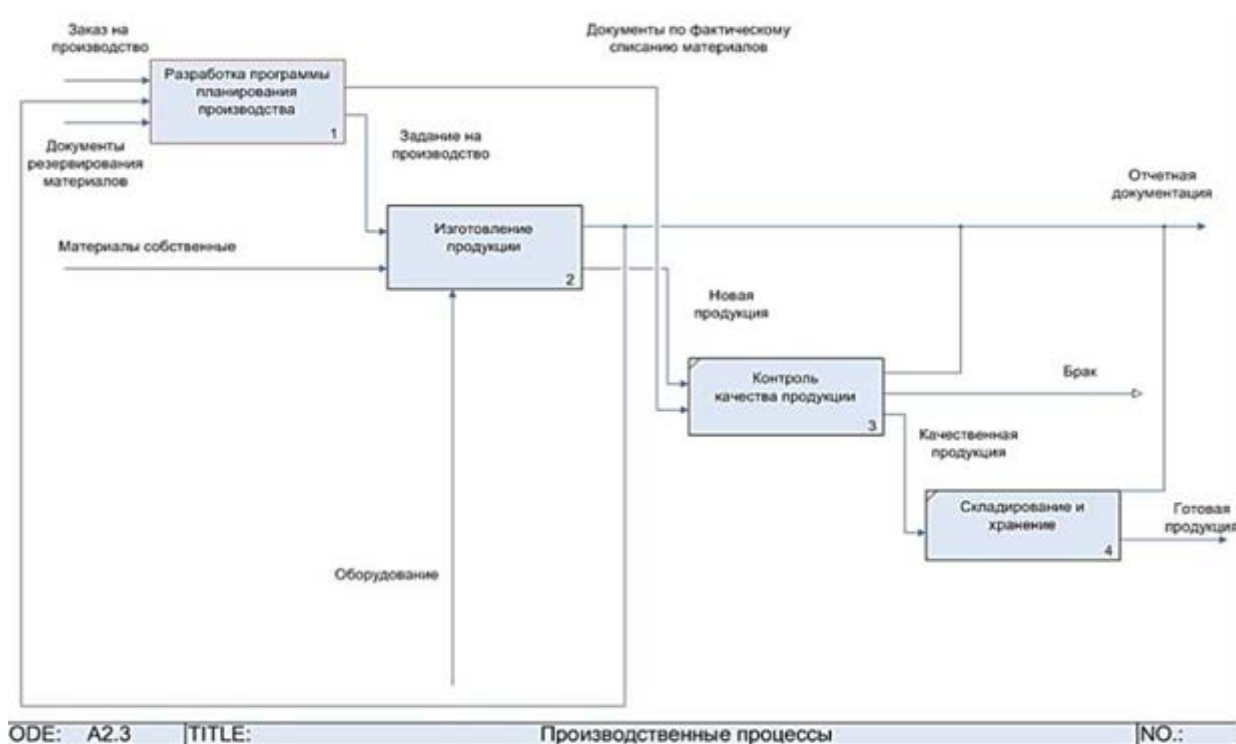 Заказ на
производство
Документы по фактическому
списанию материалов
Разработка программы
планирования
производства
1
Документы
резервирования
материалов
Задание на
производство
Отчетная
документация
Изготовление
продукции
2
Материалы собственные
Новая
продукция
Контроль
качества продукции
3
Брак
Качественная
продукция
Складирование и
хранение
4
Готовая
продукция
Оборудование
ODE: A2.3 TITLE: Производственные процессы NO.: